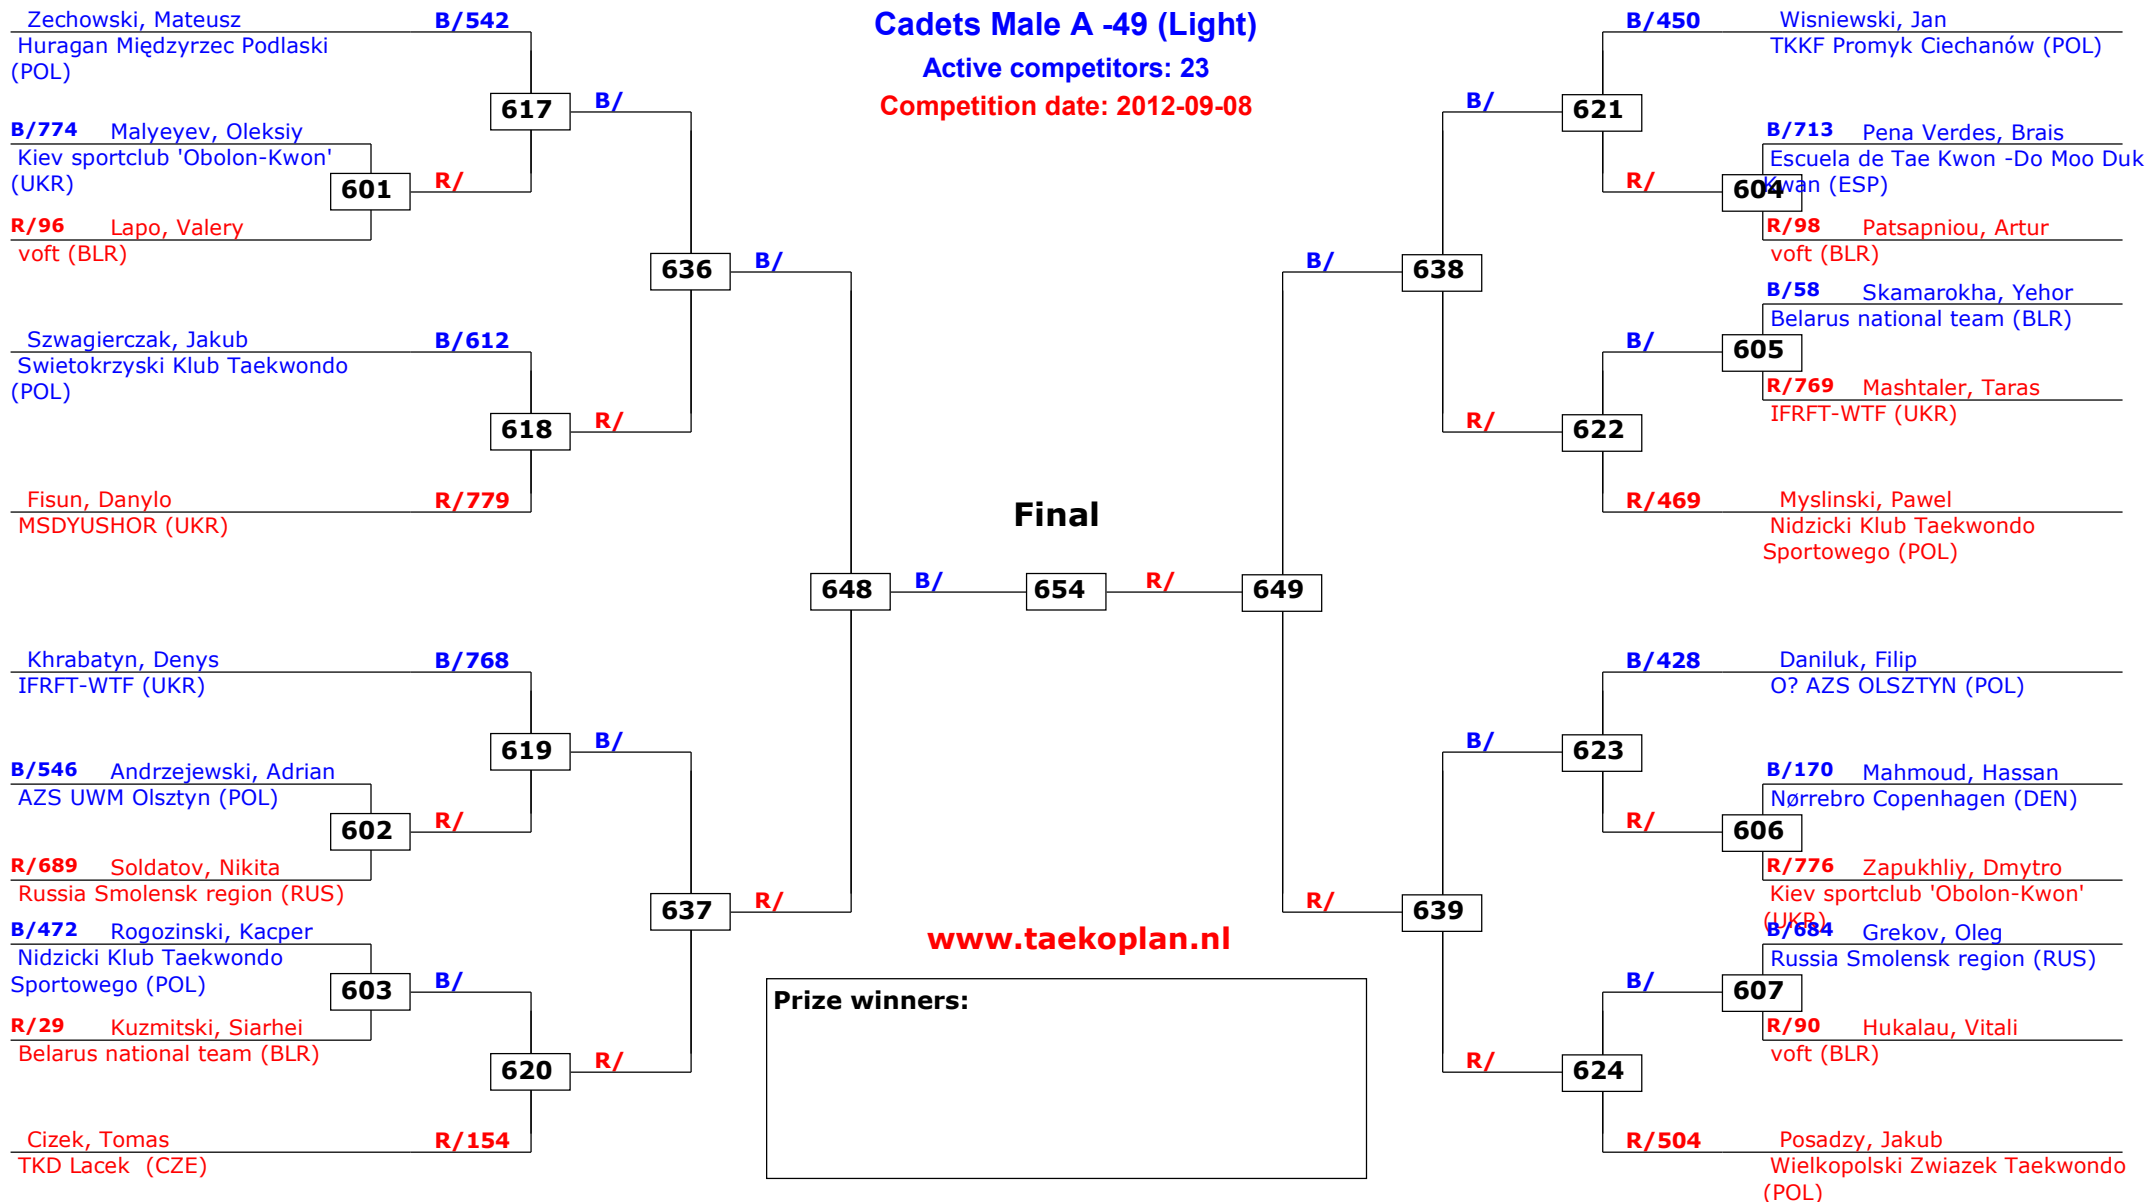 Cadets Male A -49 (Light)
Active competitors: 23
Competition date: 2012-09-08
Zechowski, Mateusz B/542
Huragan Międzyrzec Podlaski
(POL)
617 B/
B/774 Malyeyev, Oleksiy
Kiev sportclub 'Obolon-Kwon'
(UKR)
601 R/
R/96 Lapo, Valery
voft (BLR)
636 B/
Szwagierczak, Jakub B/612
Swietokrzyski Klub Taekwondo
(POL)
618 R/
Fisun, Danylo R/779
MSDYUSHOR (UKR)
648 B/
Khrabatyn, Denys B/768
IFRFT-WTF (UKR)
619 B/
B/546 Andrzejewski, Adrian
AZS UWM Olsztyn (POL)
602 R/
R/689 Soldatov, Nikita
Russia Smolensk region (RUS)
637 R/
B/472 Rogozinski, Kacper
Nidzicki Klub Taekwondo
Sportowego (POL)
603 B/
R/29 Kuzmitski, Siarhei
Belarus national team (BLR)
620 R/
Cizek, Tomas R/154
TKD Lacek (CZE)
Final
654
www.taekoplan.nl
Prize winners:
B/450 Wisniewski, Jan
TKKF Promyk Ciechanów (POL)
B/ 621
B/713 Pena Verdes, Brais
Escuela de Tae Kwon -Do Moo Duk
Kwan (ESP)
R/ 604
R/98 Patsapniou, Artur
voft (BLR)
B/ 638
B/58 Skamarokha, Yehor
Belarus national team (BLR)
B/ 605
R/769 Mashtaler, Taras
IFRFT-WTF (UKR)
R/ 622
R/469 Myslinski, Pawel
Nidzicki Klub Taekwondo
Sportowego (POL)
R/ 649
B/428 Daniluk, Filip
O? AZS OLSZTYN (POL)
B/ 623
B/170 Mahmoud, Hassan
Nørrebro Copenhagen (DEN)
R/ 606
R/776 Zapukhliy, Dmytro
Kiev sportclub 'Obolon-Kwon'
(UKR)
R/ 639
B/684 Grekov, Oleg
Russia Smolensk region (RUS)
B/ 607
R/90 Hukalau, Vitali
voft (BLR)
R/ 624
R/504 Posadzy, Jakub
Wielkopolski Zwiazek Taekwondo
(POL)